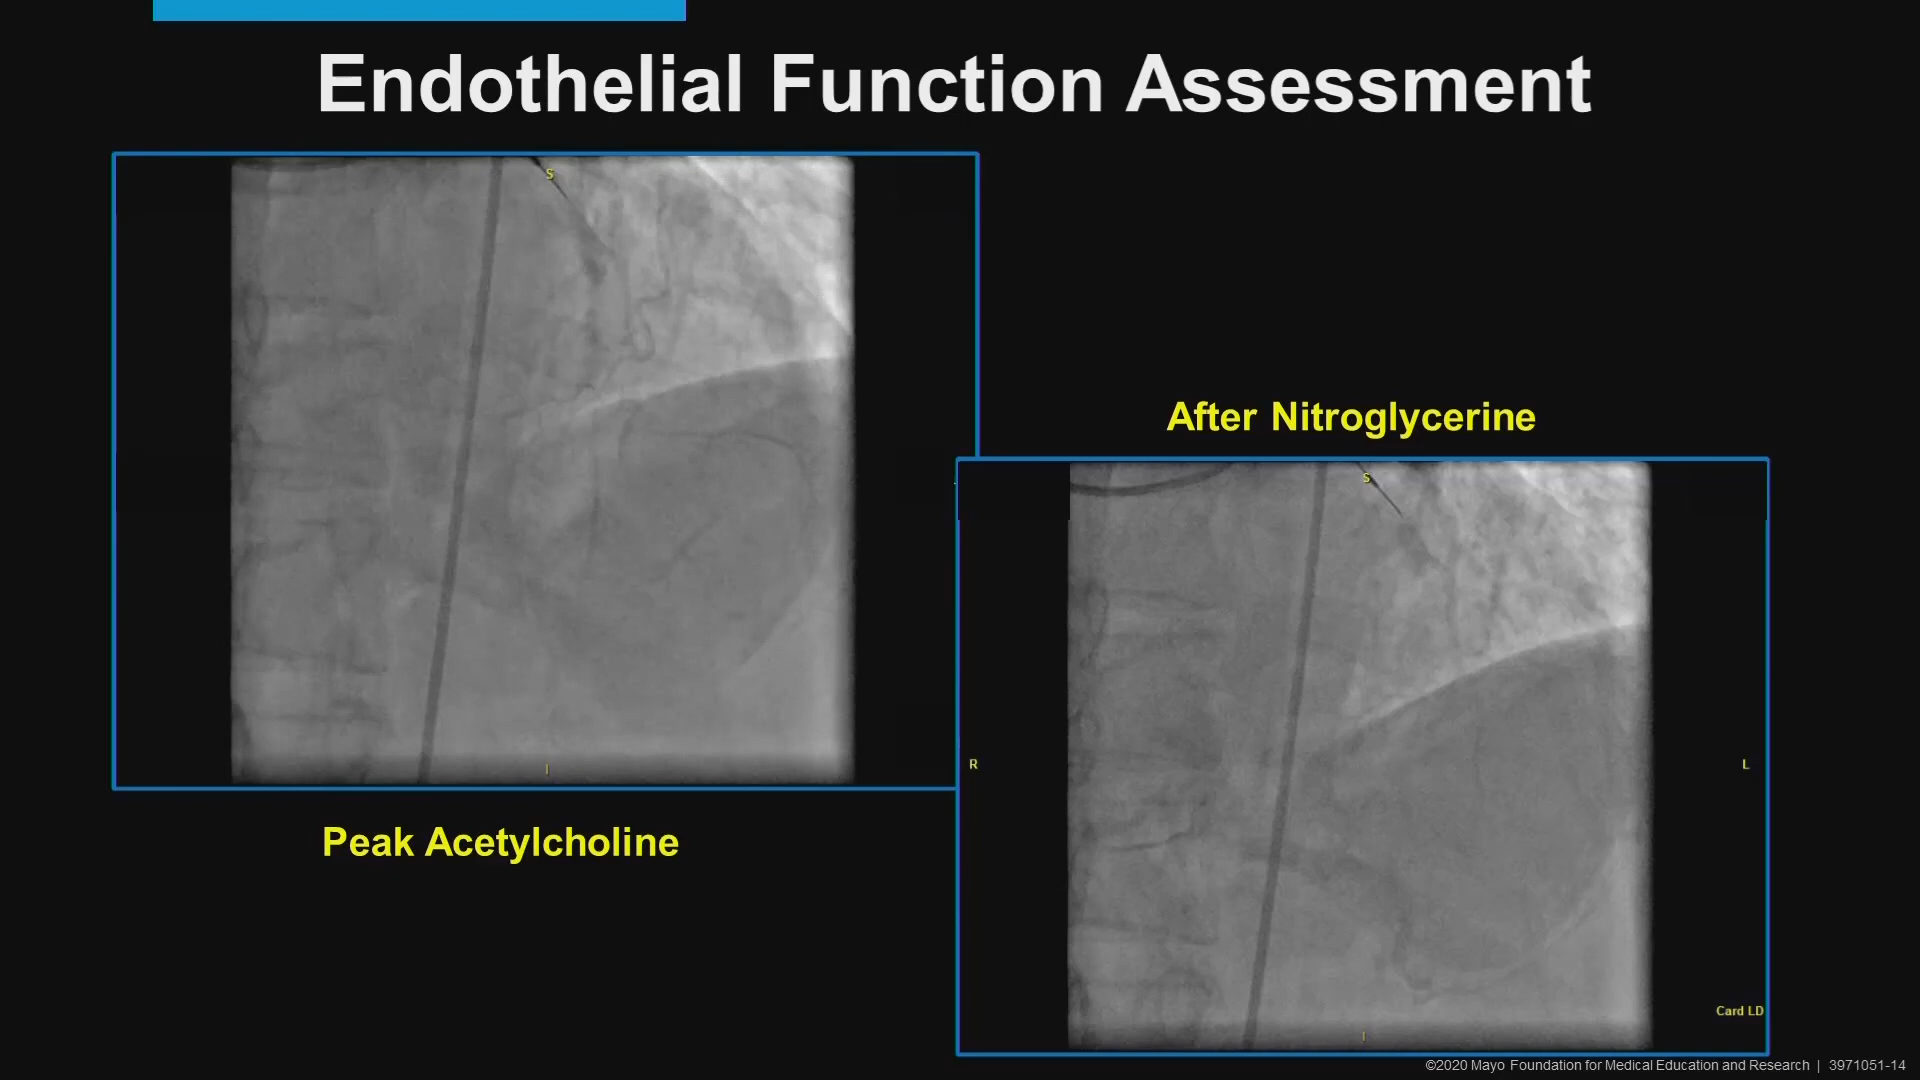 Endothelial Function Assessment
S
I
Peak Acetylcholine
After Nitroglycerine
S
R
L
Card LD
I
©2020 Mayo Foundation for Medical Education and Research | 3971051-14